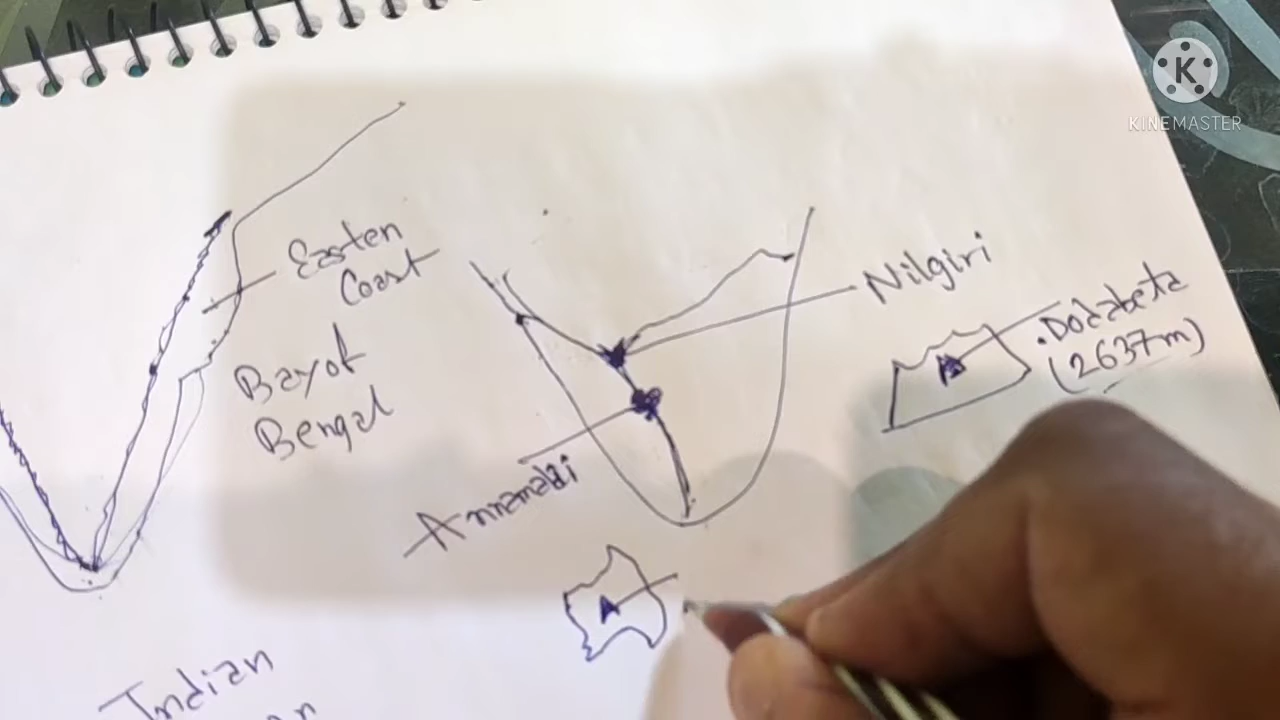 Easten
Coast
Bay of
Bengal
Nilgiri
.Dodabeta
(2637m)
Annamalai
Indian
K
KINEMASTER